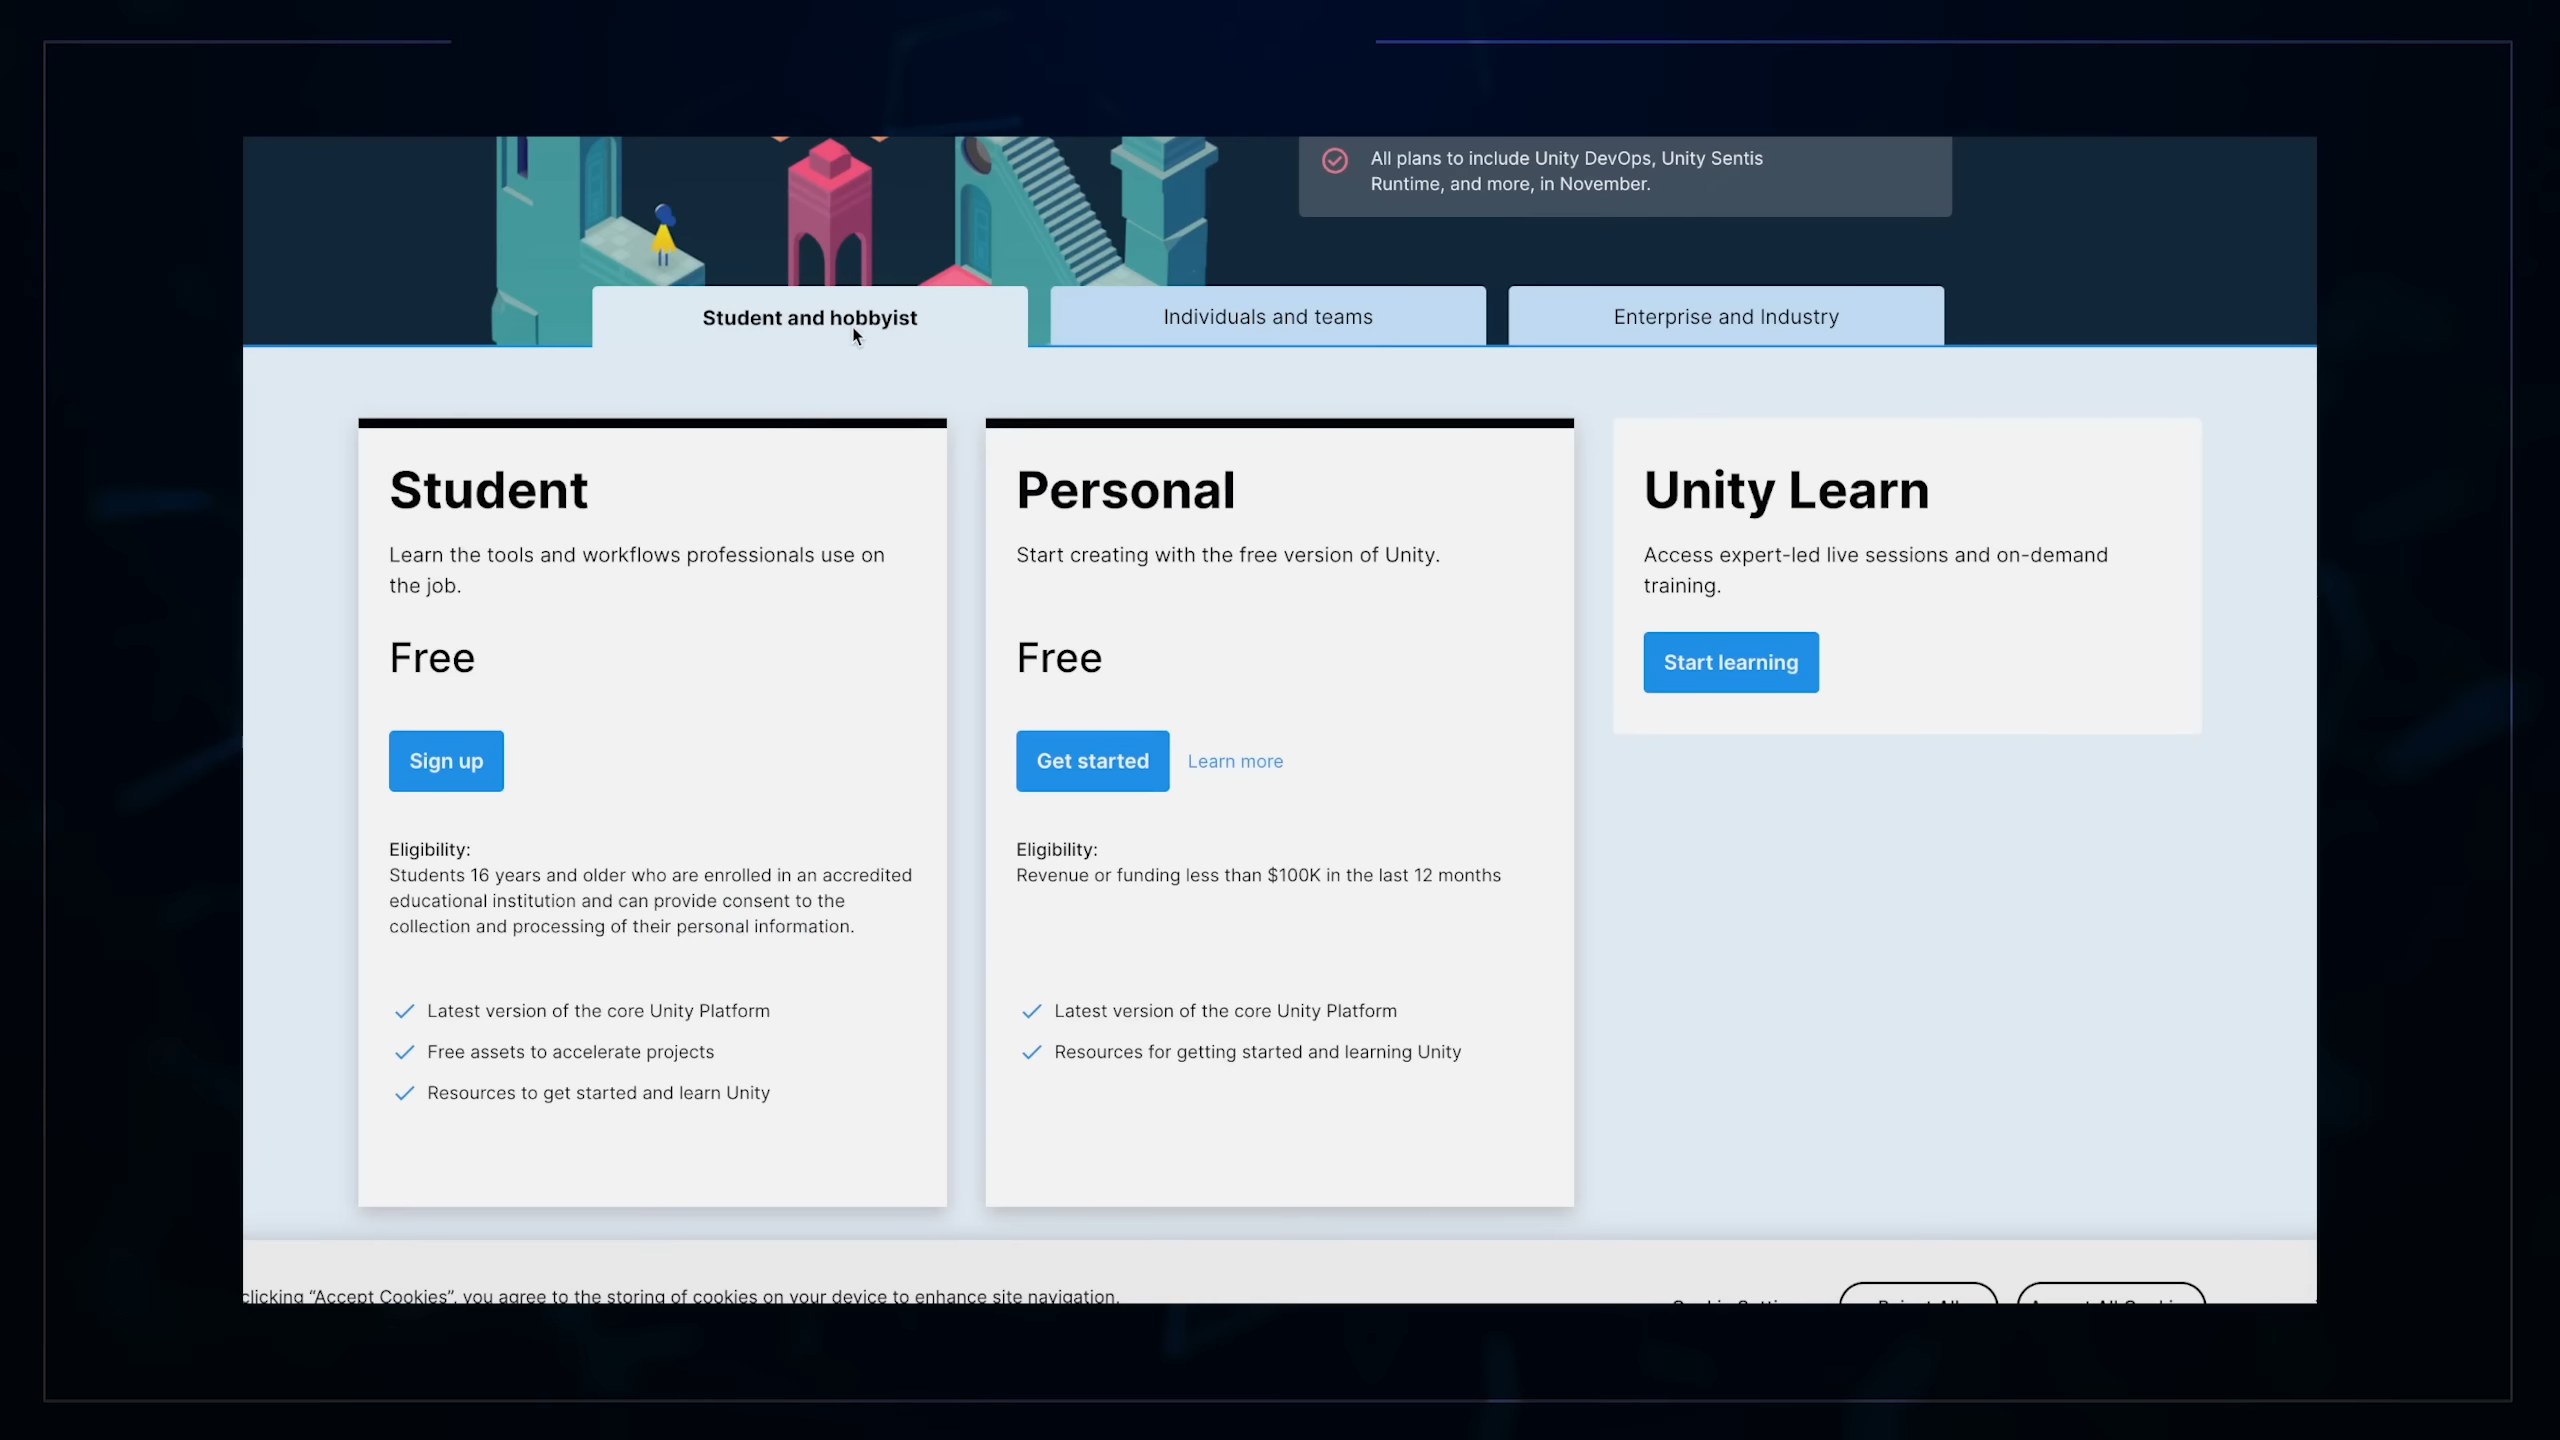 All plans to include Unity DevOps, Unity Sentis
Runtime, and more, in November.
Student and hobbyist
Individuals and teams
Enterprise and Industry
Student
Learn the tools and workflows professionals use on
the job.
Free
Sign up
Eligibility:
Students 16 years and older who are enrolled in an accredited
educational institution and can provide consent to the
collection and processing of their personal information.
Latest version of the core Unity Platform
Free assets to accelerate projects
Resources to get started and learn Unity
Personal
Start creating with the free version of Unity.
Free
Get started
Learn more
Eligibility:
Revenue or funding less than $100K in the last 12 months
Latest version of the core Unity Platform
Resources for getting started and learning Unity
Unity Learn
Access expert-led live sessions and on-demand
training.
Start learning
clicking “Accept Cookies”, you agree to the storing of cookies on your device to enhance site navigation,